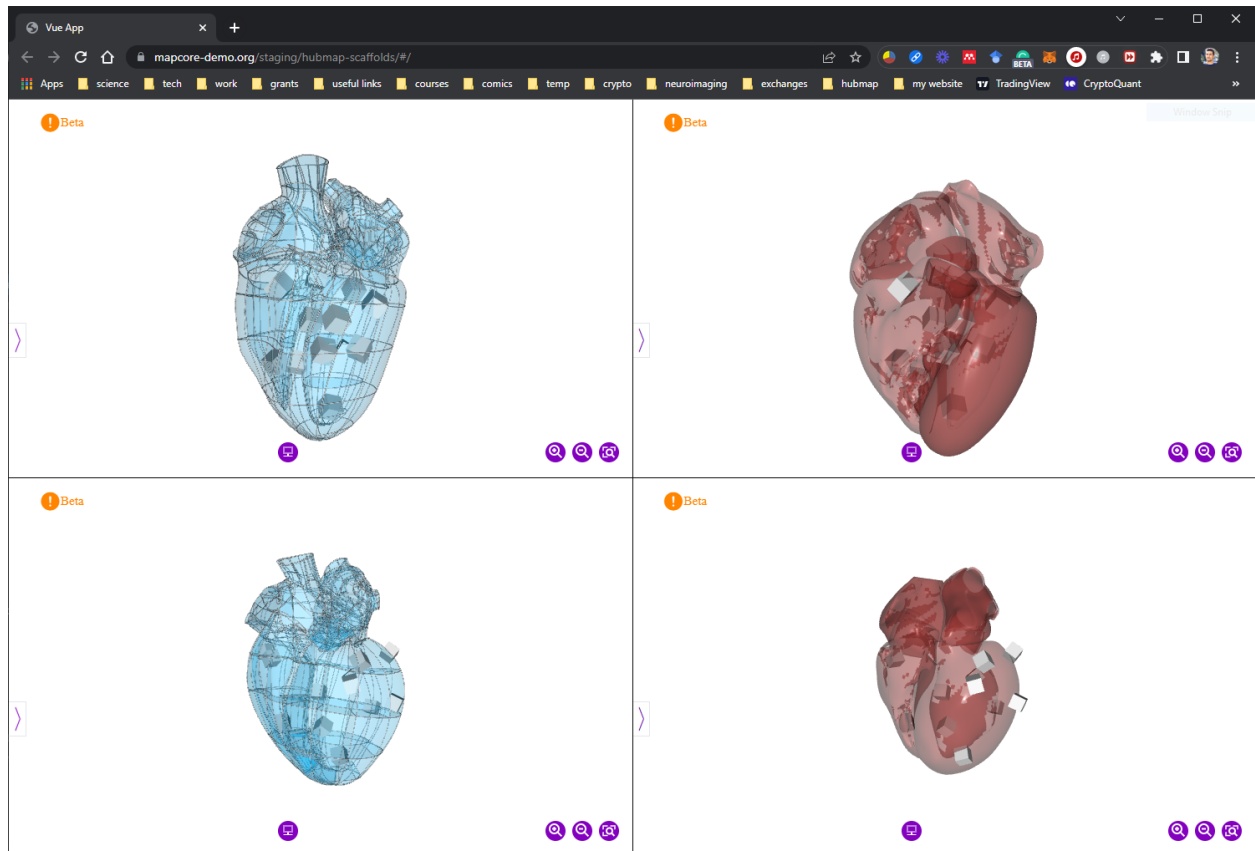 Vue App
mapcore-demo.org/staging/hubmap-scaffolds/#/
BETA
Apps science tech work grants useful links courses comics temp crypto neuroimaging exchanges hubmap my website TradingView CryptoQuant »
Window Snip
Beta
Beta
Beta
Beta